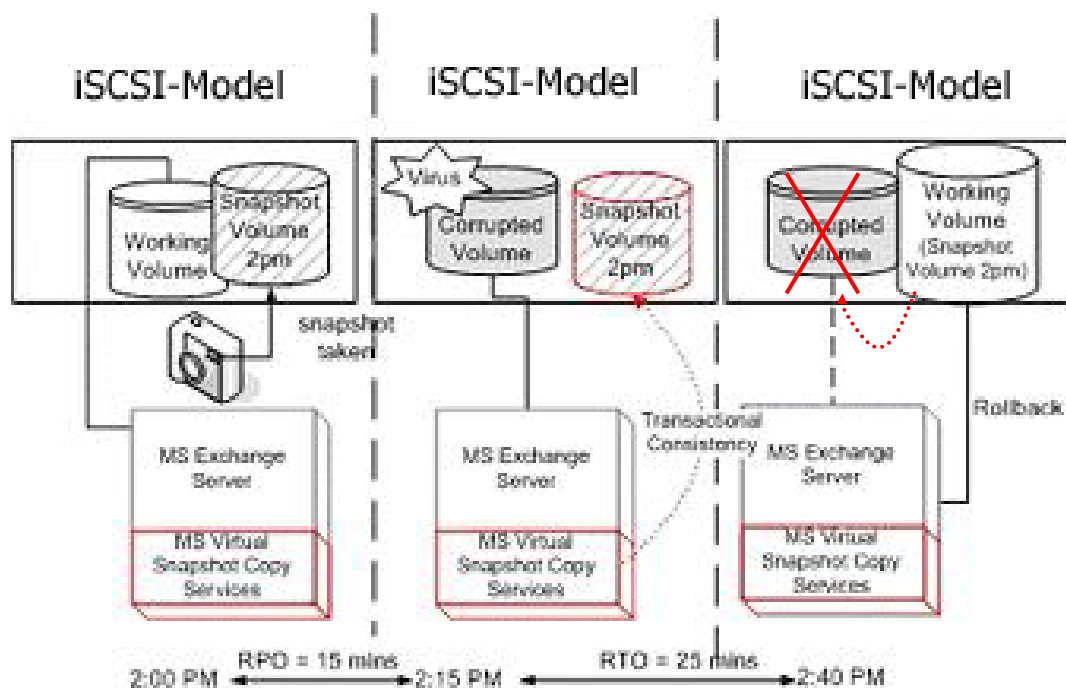 iSCSI-Model
Working
Volume
Snapshot
Volume
2pm
snapshot
taken
MS Exchange
Server
MS Virtual
Snapshot Copy
Services
iSCSI-Model
Virus
Corrupted
Volume
Snapshot
Volume
2pm
Transactional
Consistency
MS Exchange
Server
MS Virtual
Snapshot Copy
Services
iSCSI-Model
Corrupted
Volume
Working
Volume
(Snapshot
Volume 2pm)
Rollback
MS Exchange
Server
MS Virtual
Snapshot Copy
Services
2:00 PM
RPO = 15 mins
2:15 PM
RTO = 25 mins
2:40 PM